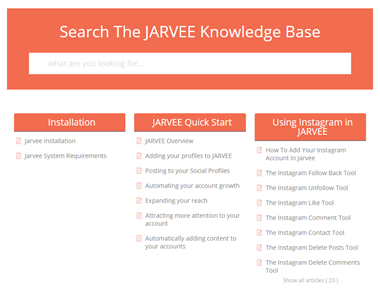 Search The JARVEE Knowledge Base
what are you looking for...
Installation
Jarvee Installation
Jarvee System Requirements
JARVEE Quick Start
JARVEE Overview
Adding your profiles to JARVEE
Posting to your Social Profiles
Automating your account growth
Expanding your reach
Attracting more attention to your
account
Automatically adding content to
your accounts
Using Instagram in
JARVEE
How To Add Your Instagram
Account In Jarvee
The Instagram Follow Back Tool
The Instagram Unfollow Tool
The Instagram Like Tool
The Instagram Comment Tool
The Instagram Contact Tool
The Instagram Delete Posts Tool
The Instagram Delete Comments
Tool
Show all articles ( 23 )